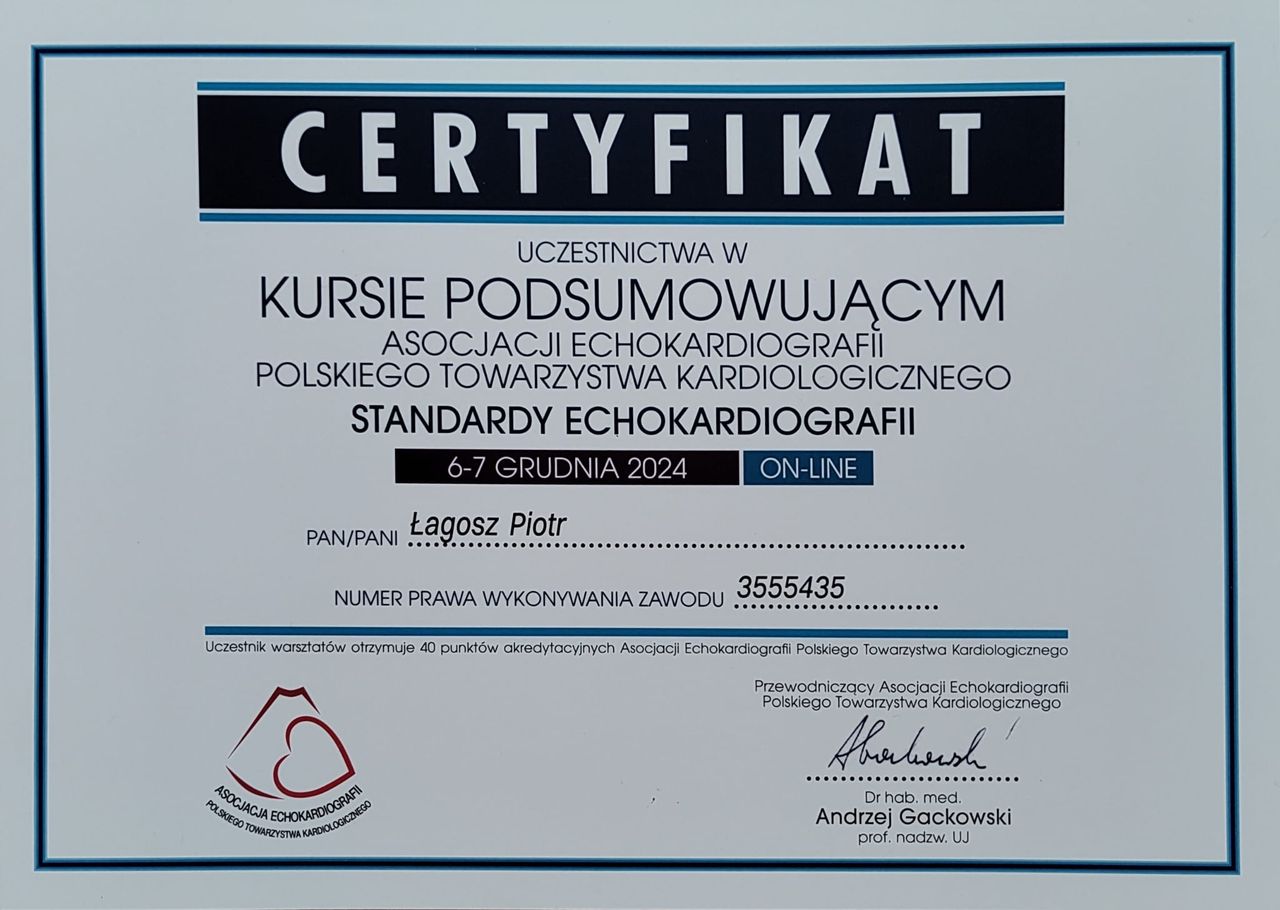 CERTYFIKAT
UCZESTNICTWA W
KURSIE PODSUMOWUJĄCYM
ASOCJACJI ECHOKARDIOGRAFII
POLSKIEGO TOWARZYSTWA KARDIOLOGICZNEGO
STANDARDY ECHOKARDIOGRAFII
6-7 GRUDNIA 2024 ON-LINE
PAN/PANI Łagosz Piotr
NUMER PRAWA WYKONYWANIA ZAWODU 3555435
Uczestnik warsztatów otrzymuje 40 punktów akredytacyjnych Asocjacji Echokardiografii Polskiego Towarzystwa Kardiologicznego
Przewodniczący Asocjacji Echokardiografii
Polskiego Towarzystwa Kardiologicznego
Dr hab. med.
Andrzej Gackowski
prof. nadzw. UJ
ASOCJACJA ECHOKARDIOGRAFII
POLSKIEGO TOWARZYSTWA KARDIOLOGICZNEGO